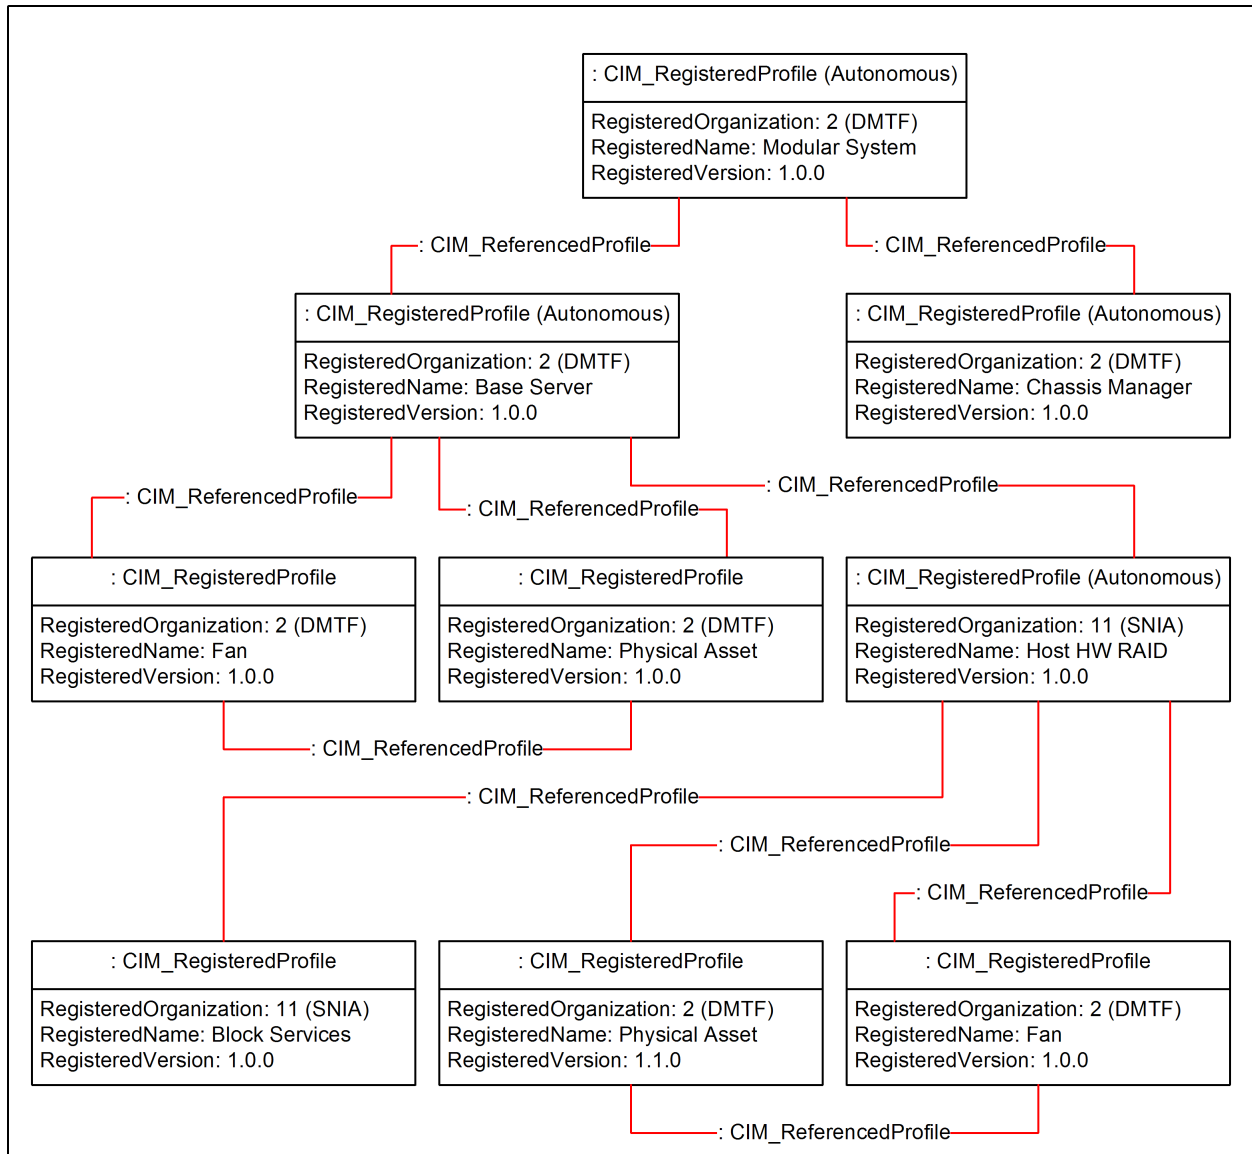 : CIM_RegisteredProfile (Autonomous)
RegisteredOrganization: 2 (DMTF)
RegisteredName: Modular System
RegisteredVersion: 1.0.0
: CIM_ReferencedProfile
: CIM_ReferencedProfile
: CIM_RegisteredProfile (Autonomous)
RegisteredOrganization: 2 (DMTF)
RegisteredName: Base Server
RegisteredVersion: 1.0.0
: CIM_RegisteredProfile (Autonomous)
RegisteredOrganization: 2 (DMTF)
RegisteredName: Chassis Manager
RegisteredVersion: 1.0.0
: CIM_ReferencedProfile
: CIM_ReferencedProfile
: CIM_ReferencedProfile
: CIM_RegisteredProfile
RegisteredOrganization: 2 (DMTF)
RegisteredName: Fan
RegisteredVersion: 1.0.0
: CIM_RegisteredProfile
RegisteredOrganization: 2 (DMTF)
RegisteredName: Physical Asset
RegisteredVersion: 1.0.0
: CIM_RegisteredProfile (Autonomous)
RegisteredOrganization: 11 (SNIA)
RegisteredName: Host HW RAID
RegisteredVersion: 1.0.0
: CIM_ReferencedProfile
: CIM_ReferencedProfile
: CIM_ReferencedProfile
: CIM_ReferencedProfile
: CIM_RegisteredProfile
RegisteredOrganization: 11 (SNIA)
RegisteredName: Block Services
RegisteredVersion: 1.0.0
: CIM_RegisteredProfile
RegisteredOrganization: 2 (DMTF)
RegisteredName: Physical Asset
RegisteredVersion: 1.1.0
: CIM_RegisteredProfile
RegisteredOrganization: 2 (DMTF)
RegisteredName: Fan
RegisteredVersion: 1.0.0
: CIM_ReferencedProfile